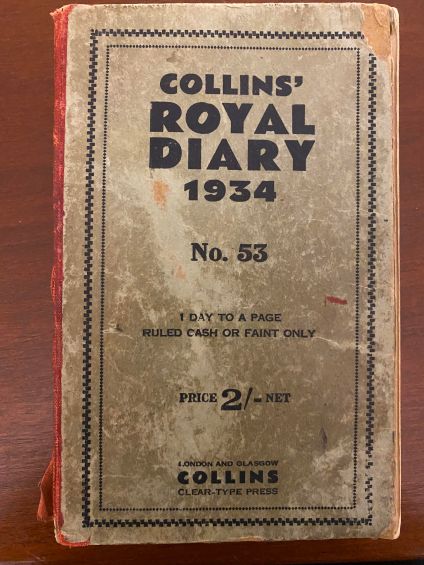 COLLINS'
ROYAL
DIARY
1934
No. 53
1 DAY TO A PAGE
RULED CASH OR FAINT ONLY
PRICE 2/- NET
LONDON AND GLASGOW
COLLINS
CLEAR-TYPE PRESS